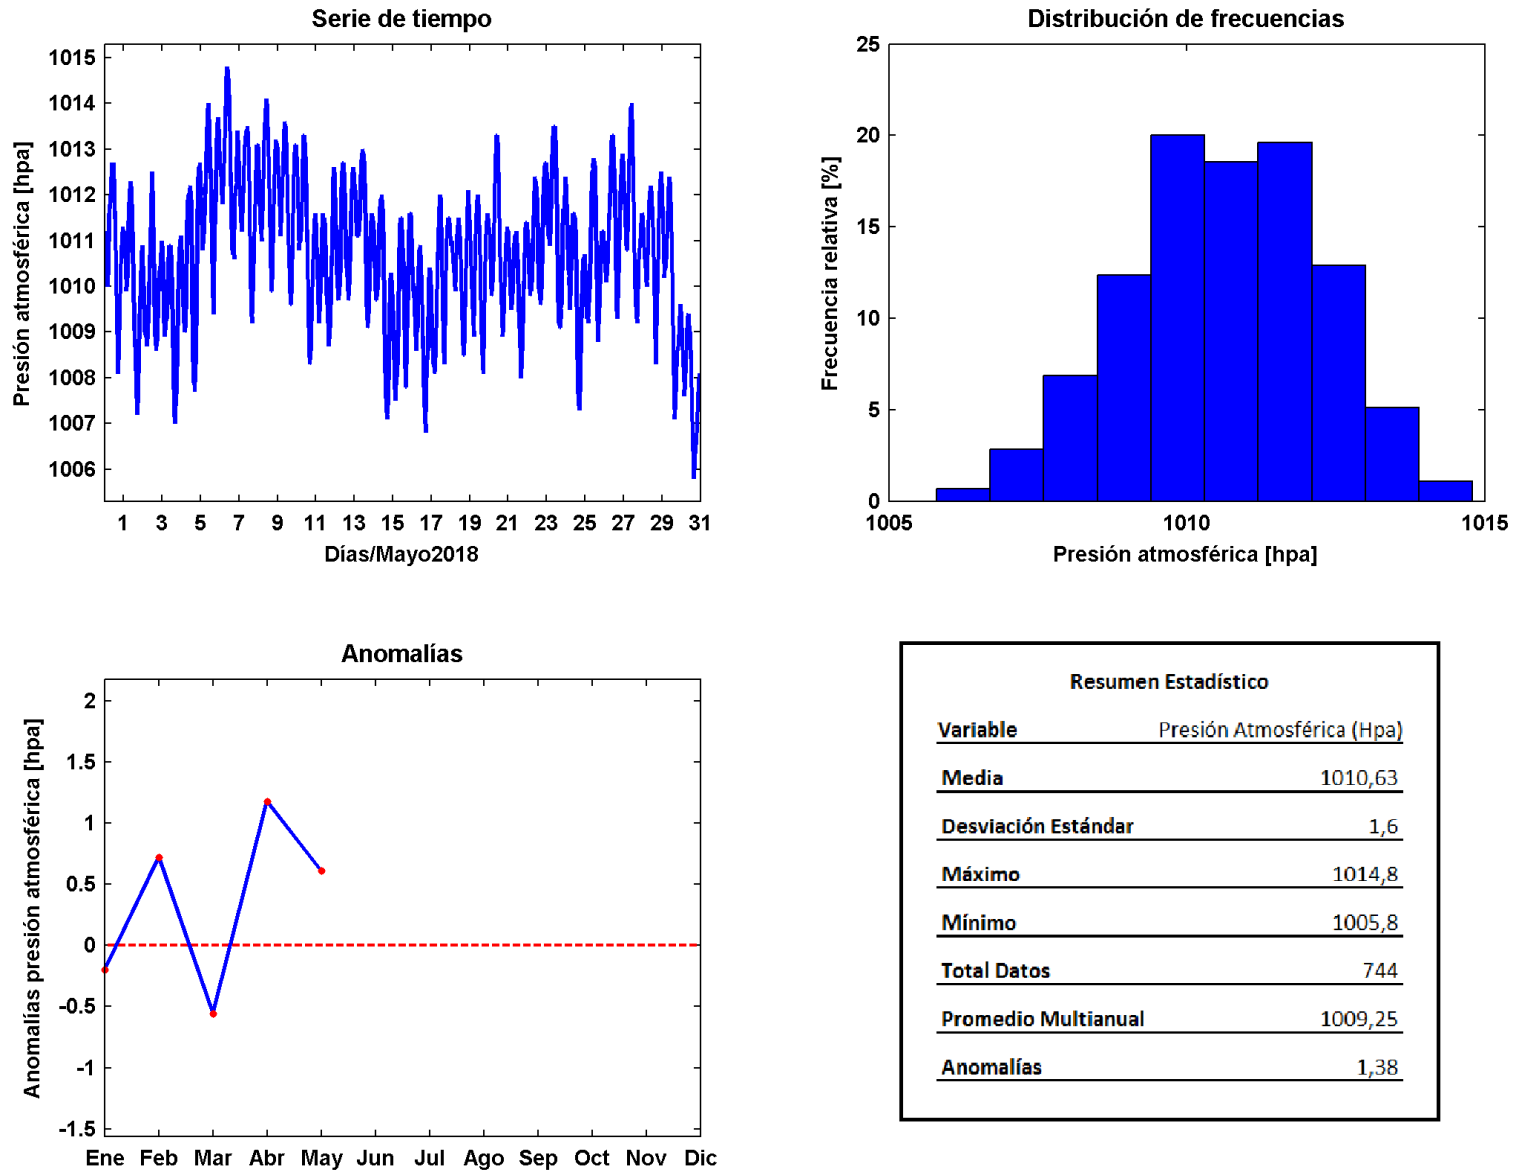 Serie de tiempo
1015
1014
1013
1012
1011
1010
1009
1008
1007
1006
Presión atmosférica [hpa]
1 3 5 7 9 11 13 15 17 19 21 23 25 27 29 31
Días/Mayo2018
Distribución de frecuencias
25
20
15
10
5
0
Frecuencia relativa [%]
1005 1010 1015
Presión atmosférica [hpa]
Anomalías
2
1.5
1
0.5
0
-0.5
-1
-1.5
Anomalías presión atmosférica [hpa]
Ene Feb Mar Abr May Jun Jul Ago Sep Oct Nov Dic
Resumen Estadístico
Variable Presión Atmosférica (Hpa)
Media 1010,63
Desviación Estándar 1,6
Máximo 1014,8
Mínimo 1005,8
Total Datos 744
Promedio Multianual 1009,25
Anomalías 1,38